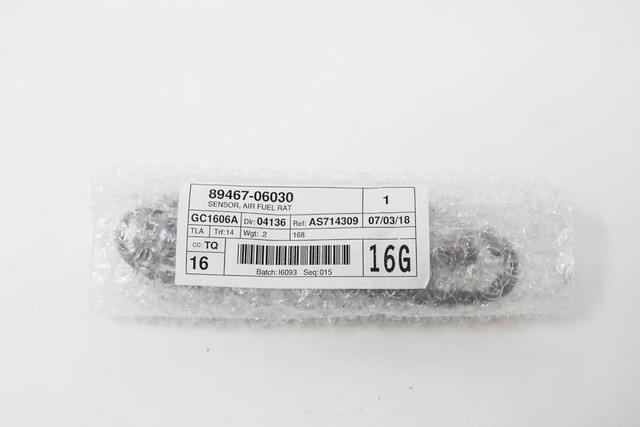 89467-06030 1
SENSOR, AIR FUEL RAT
GC1606A Dlr: 04136 Ref: AS714309 07/03/18
TLA Trl: 14 Wgt: .2 168
CC: TQ
16 16G
Batch: I6093 Seq: 015